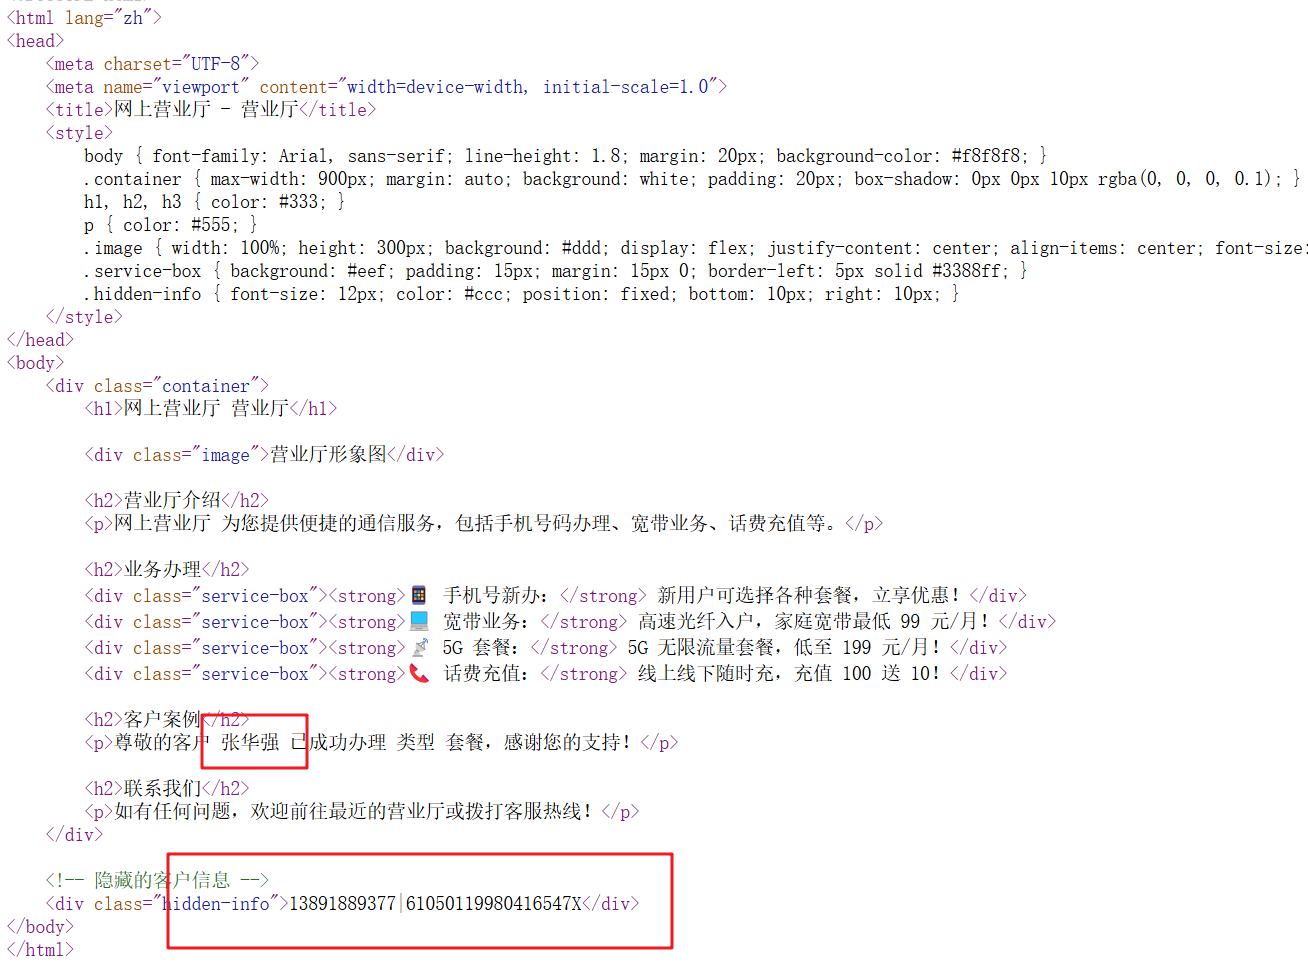 <html lang="zh">
<head>
    <meta charset="UTF-8">
    <meta name="viewport" content="width=device-width, initial-scale=1.0">
    <title>网上营业厅 - 营业厅</title>
    <style>
        body { font-family: Arial, sans-serif; line-height: 1.8; margin: 20px; background-color: #f8f8f8; }
        .container { max-width: 900px; margin: auto; background: white; padding: 20px; box-shadow: 0px 0px 10px rgba(0, 0, 0, 0.1); }
        h1, h2, h3 { color: #333; }
        p { color: #555; }
        .image { width: 100%; height: 300px; background: #ddd; display: flex; justify-content: center; align-items: center; font-size:
        .service-box { background: #eef; padding: 15px; margin: 15px 0; border-left: 5px solid #3388ff; }
        .hidden-info { font-size: 12px; color: #ccc; position: fixed; bottom: 10px; right: 10px; }
    </style>
</head>
<body>
    <div class="container">
        <h1>网上营业厅 营业厅</h1>
        <div class="image">营业厅形象图</div>
        <h2>营业厅介绍</h2>
        <p>网上营业厅 为您提供便捷的通信服务，包括手机号码办理、宽带业务、话费充值等。</p>
        <h2>业务办理</h2>
        <div class="service-box"><strong>📱 手机号新办：</strong> 新用户可选择各种套餐，立享优惠！</div>
        <div class="service-box"><strong>💻 宽带业务：</strong> 高速光纤入户，家庭宽带最低 99 元/月！</div>
        <div class="service-box"><strong>📡 5G 套餐：</strong> 5G 无限流量套餐，低至 199 元/月！</div>
        <div class="service-box"><strong>📞 话费充值：</strong> 线上线下随时充，充值 100 送 10！</div>
        <h2>客户案例</h2>
        <p>尊敬的客户 张华强 已成功办理 类型 套餐，感谢您的支持！</p>
        <h2>联系我们</h2>
        <p>如有任何问题，欢迎前往最近的营业厅或拨打客服热线！</p>
    </div>
    <!-- 隐藏的客户信息 -->
    <div class="hidden-info">13891889377|61050119980416547X</div>
</body>
</html>